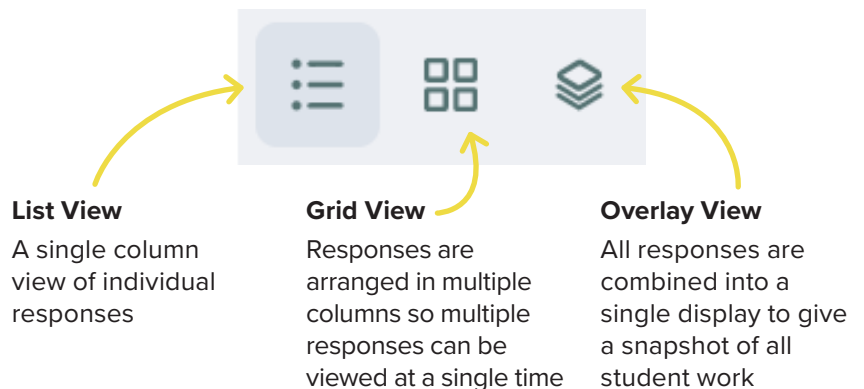 List View
A single column
view of individual
responses
Grid View
Responses are
arranged in multiple
columns so multiple
responses can be
viewed at a single time
Overlay View
All responses are
combined into a
single display to give
a snapshot of all
student work